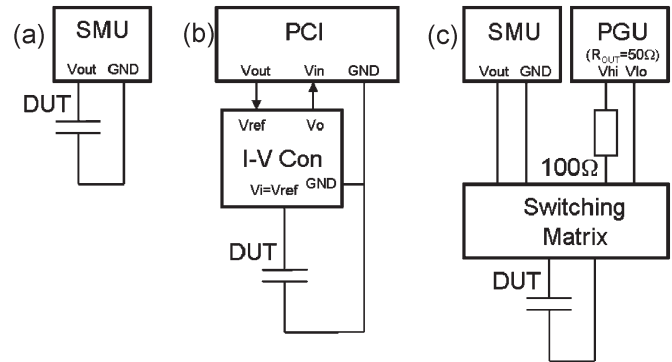 (a)
SMU
Vout GND
DUT
(b)
PCI
Vout Vin GND
Vref Vo
I-V Con
GND
Vi=Vref
DUT
(c)
SMU
Vout GND
PGU
(ROUT=50Ω)
Vhi Vlo
100Ω
Switching
Matrix
DUT